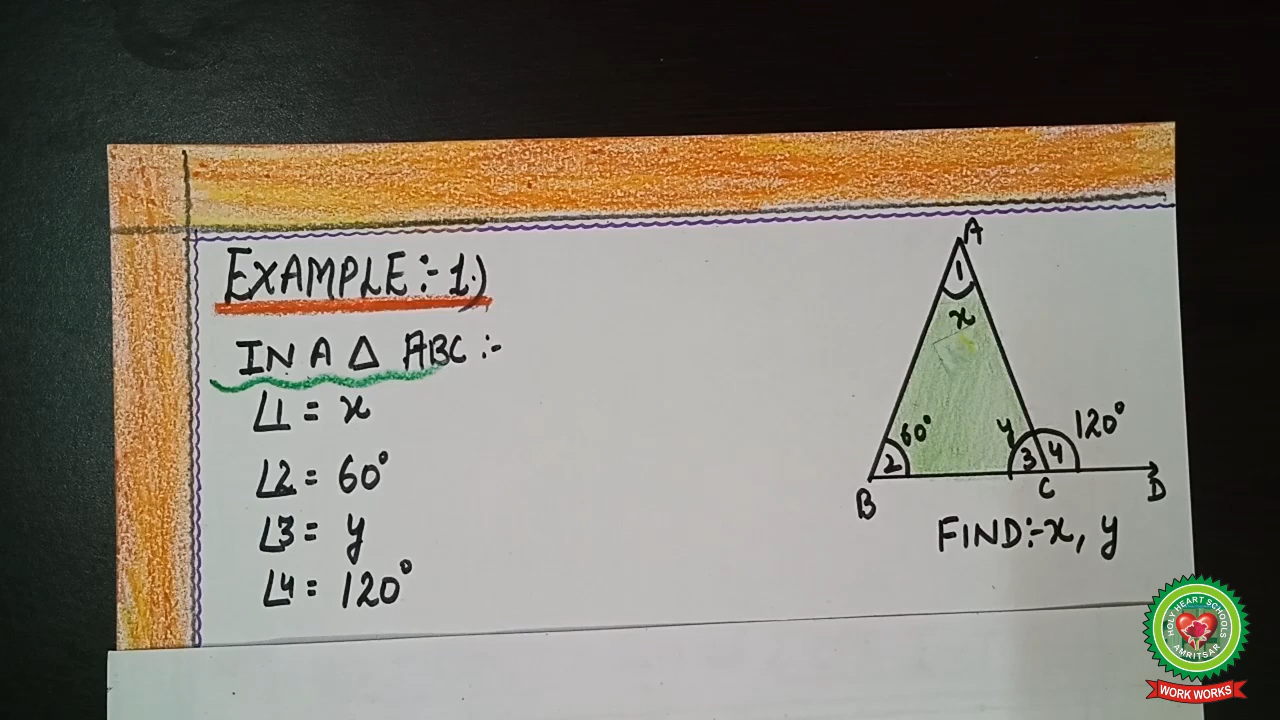 EXAMPLE:- 1.)
IN A Δ ABC :-
∠1 = x
∠2 = 60°
∠3 = y
∠4 = 120°
A
1
x
60°
y
120°
2
3
4
B
C
D
FIND:- x, y
HOLY HEART SCHOOLS
AMRITSAR
WORK WORKS